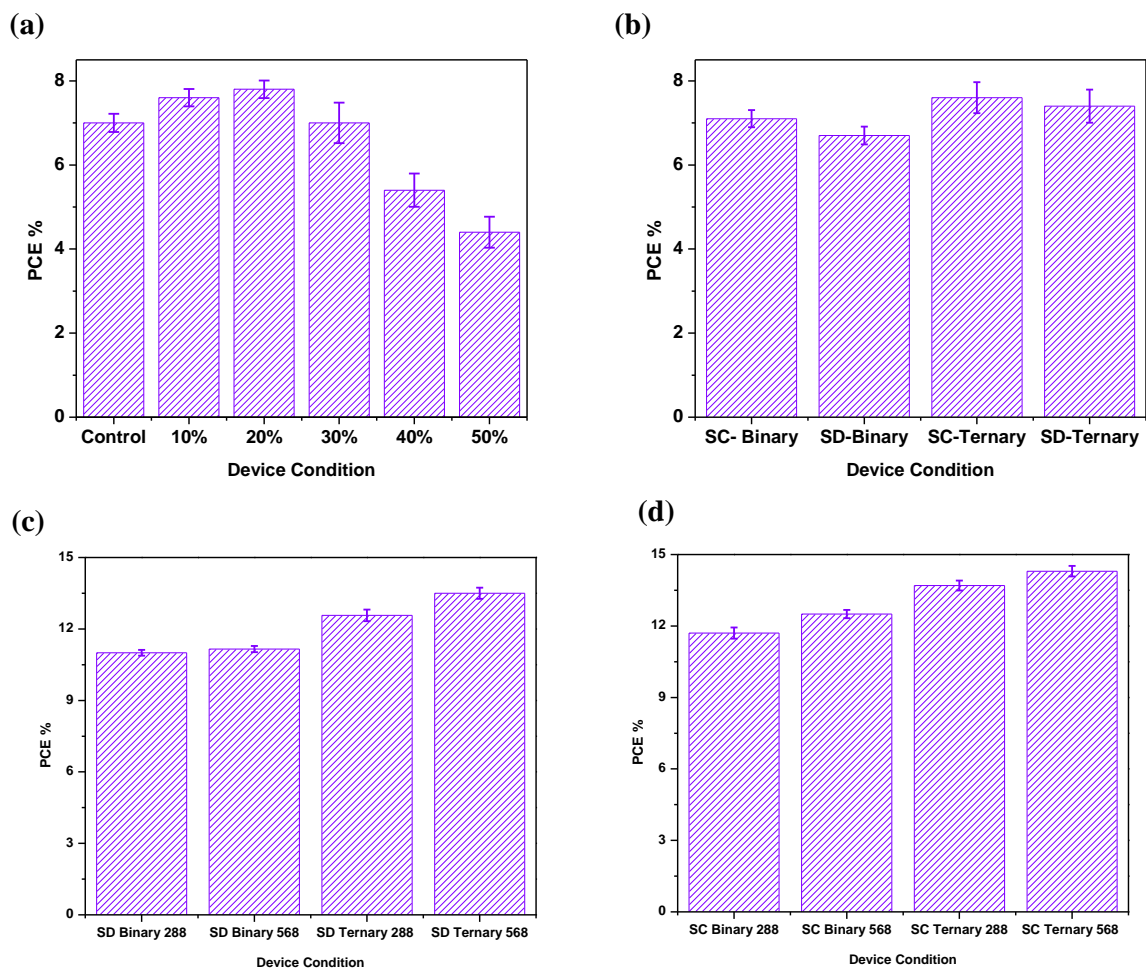 (a)
PCE %
8
6
4
2
0
Control 10% 20% 30% 40% 50%
Device Condition
(b)
PCE %
8
6
4
2
0
SC- Binary SD-Binary SC-Ternary SD-Ternary
Device Condition
(c)
PCE %
15
12
9
6
3
0
SD Binary 288 SD Binary 568 SD Ternary 288 SD Ternary 568
Device Condition
(d)
PCE %
15
12
9
6
3
0
SC Binary 288 SC Binary 568 SC Ternary 288 SC Ternary 568
Device Condition